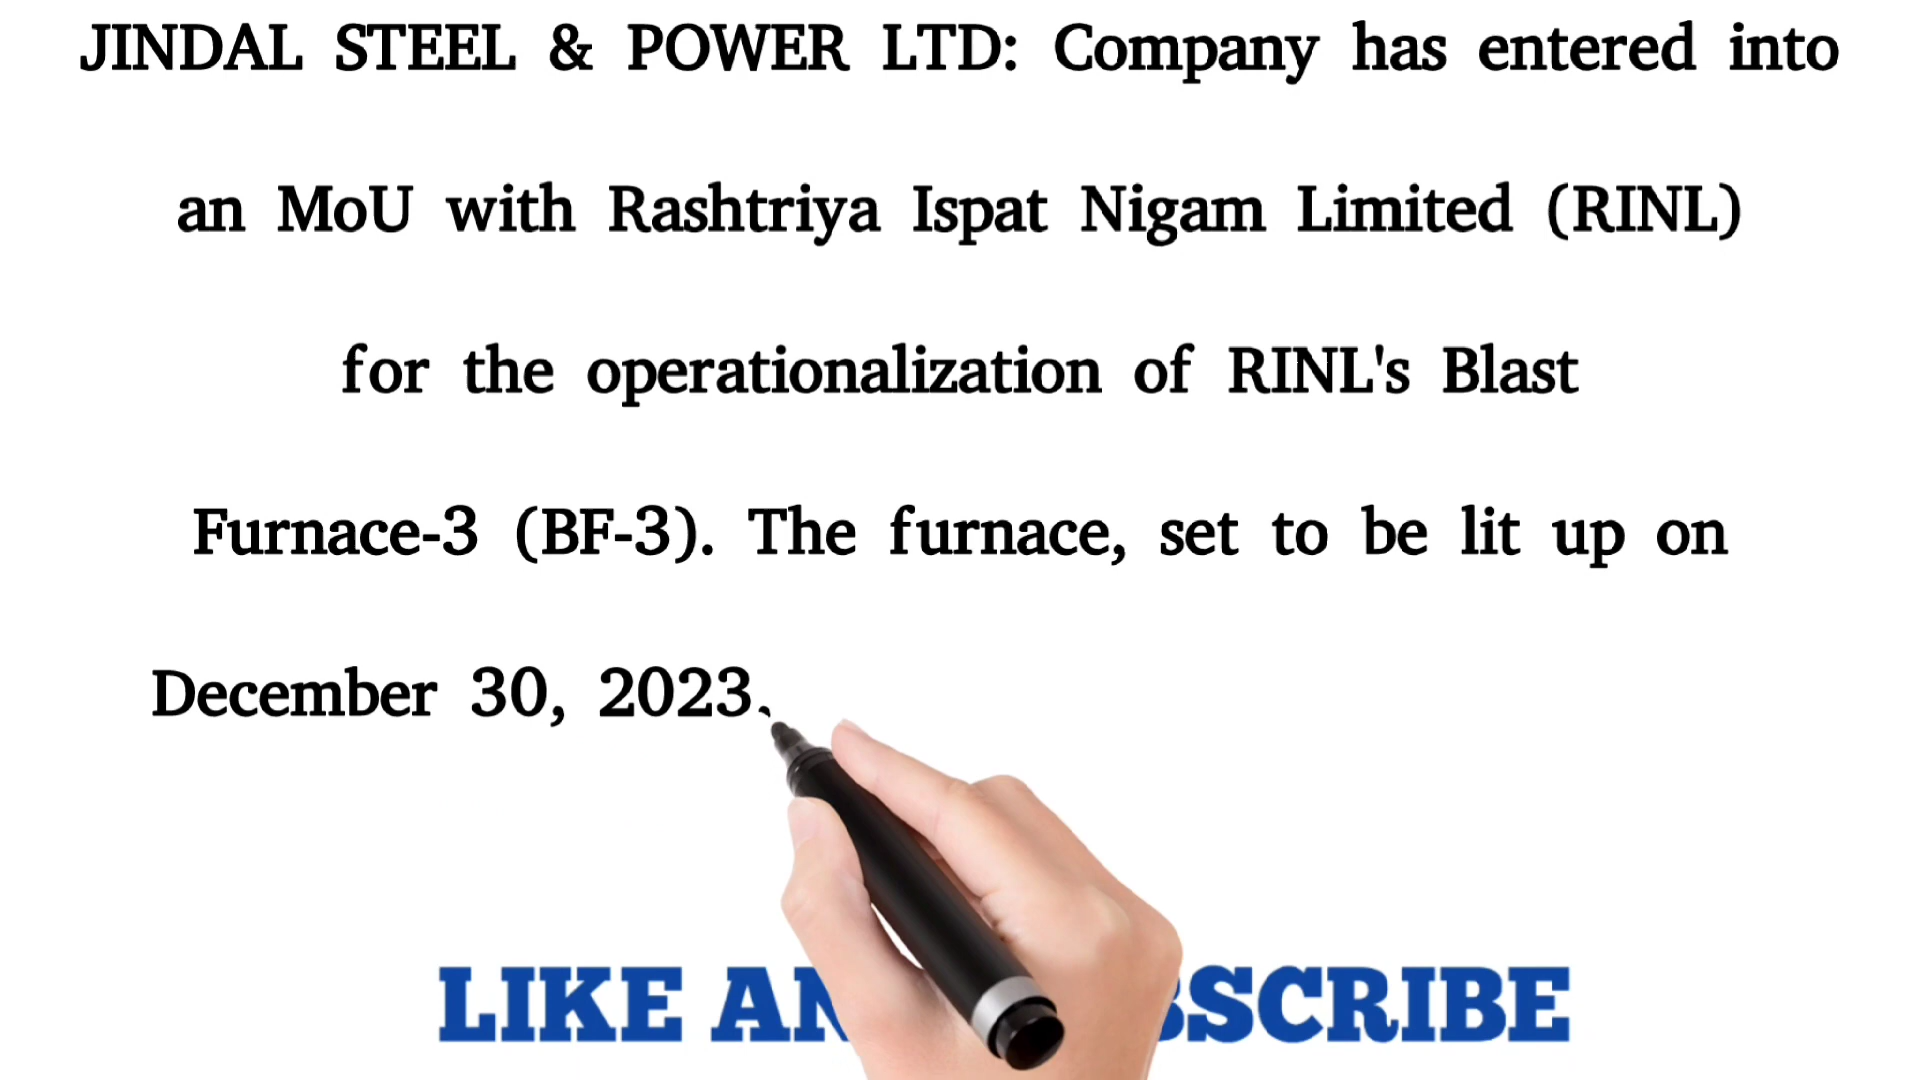 JINDAL STEEL & POWER LTD: Company has entered into
an MoU with Rashtriya Ispat Nigam Limited (RINL)
for the operationalization of RINL's Blast
Furnace-3 (BF-3). The furnace, set to be lit up on
December 30, 2023,
LIKE